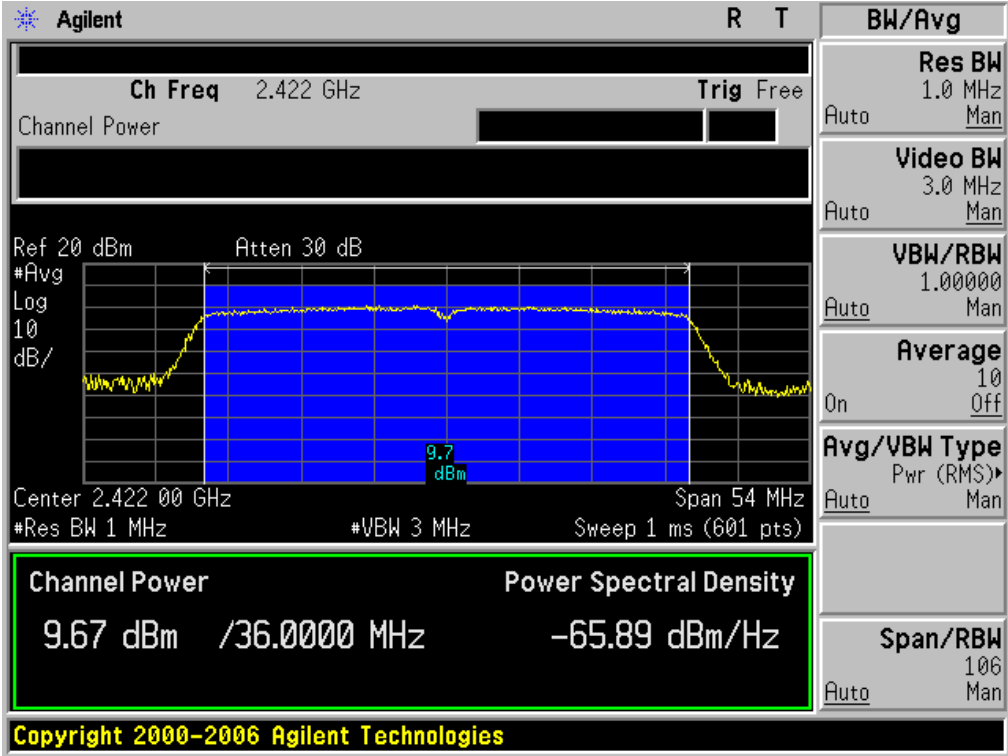 Agilent R T
Ch Freq 2.422 GHz Trig Free
Channel Power
Ref 20 dBm Atten 30 dB
#Avg
Log
10
dB/
9.7
dBm
Center 2.422 00 GHz Span 54 MHz
#Res BW 1 MHz #VBW 3 MHz Sweep 1 ms (601 pts)
Channel Power Power Spectral Density
9.67 dBm /36.0000 MHz -65.89 dBm/Hz
Copyright 2000-2006 Agilent Technologies
BW/Avg
Res BW
1.0 MHz
Auto Man
Video BW
3.0 MHz
Auto Man
VBW/RBW
1.00000
Auto Man
Average
10
On Off
Avg/VBW Type
Pwr (RMS)▸
Auto Man
Span/RBW
106
Auto Man